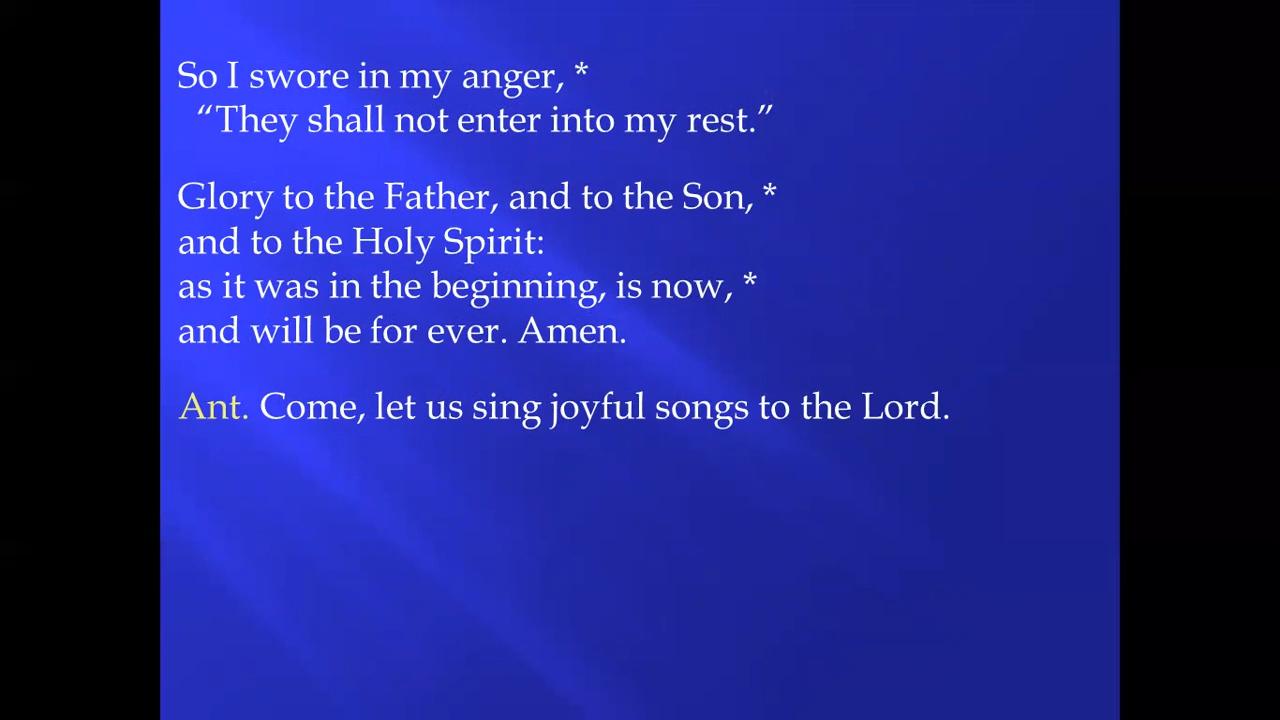 So I swore in my anger, *
“They shall not enter into my rest.”
Glory to the Father, and to the Son, *
and to the Holy Spirit:
as it was in the beginning, is now, *
and will be for ever. Amen.
Ant. Come, let us sing joyful songs to the Lord.